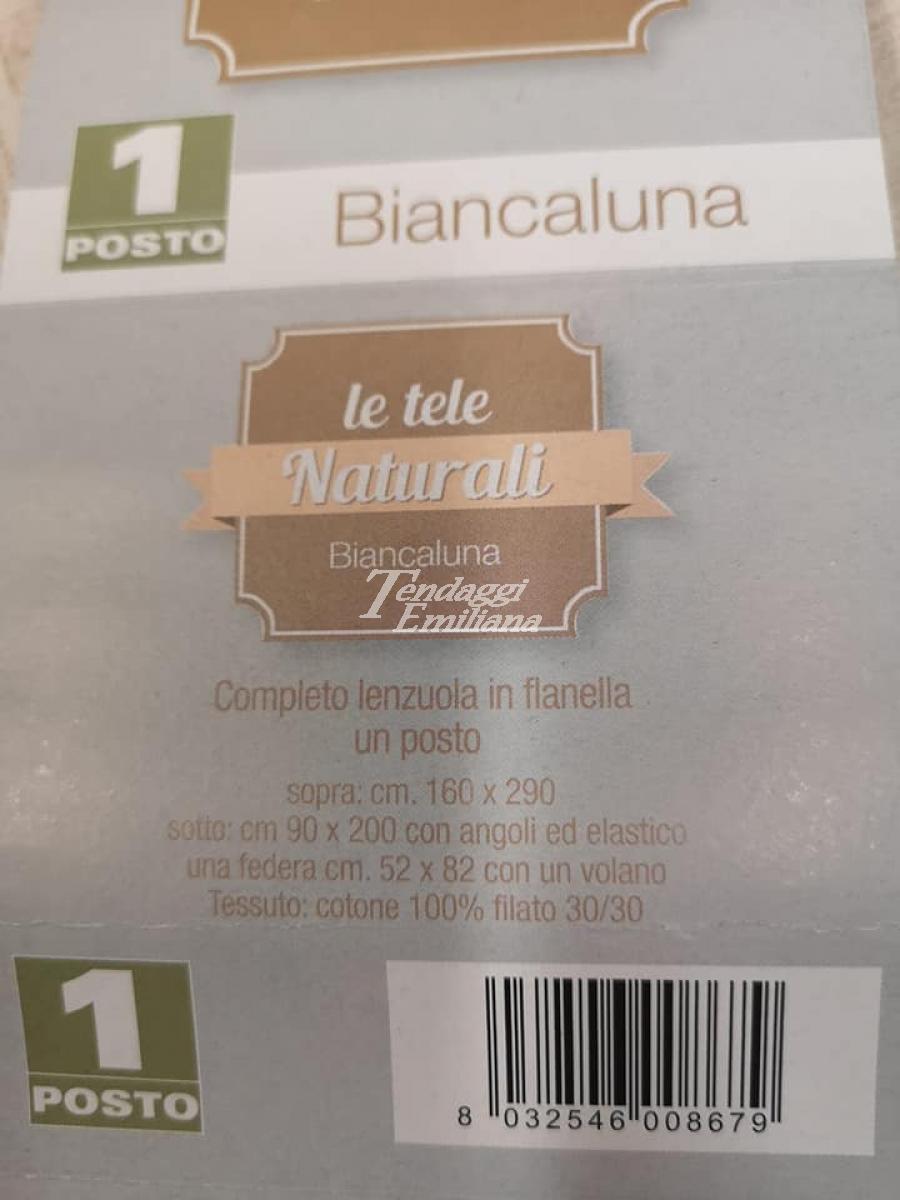 1
POSTO
Biancaluna
le tele
Naturali
Biancaluna
Tendaggi
Emiliana
Completo lenzuola in flanella
un posto
sopra: cm. 160 x 290
sotto: cm 90 x 200 con angoli ed elastico
una federa cm. 52 x 82 con un volano
Tessuto: cotone 100% filato 30/30
1
POSTO
8 032546 008679